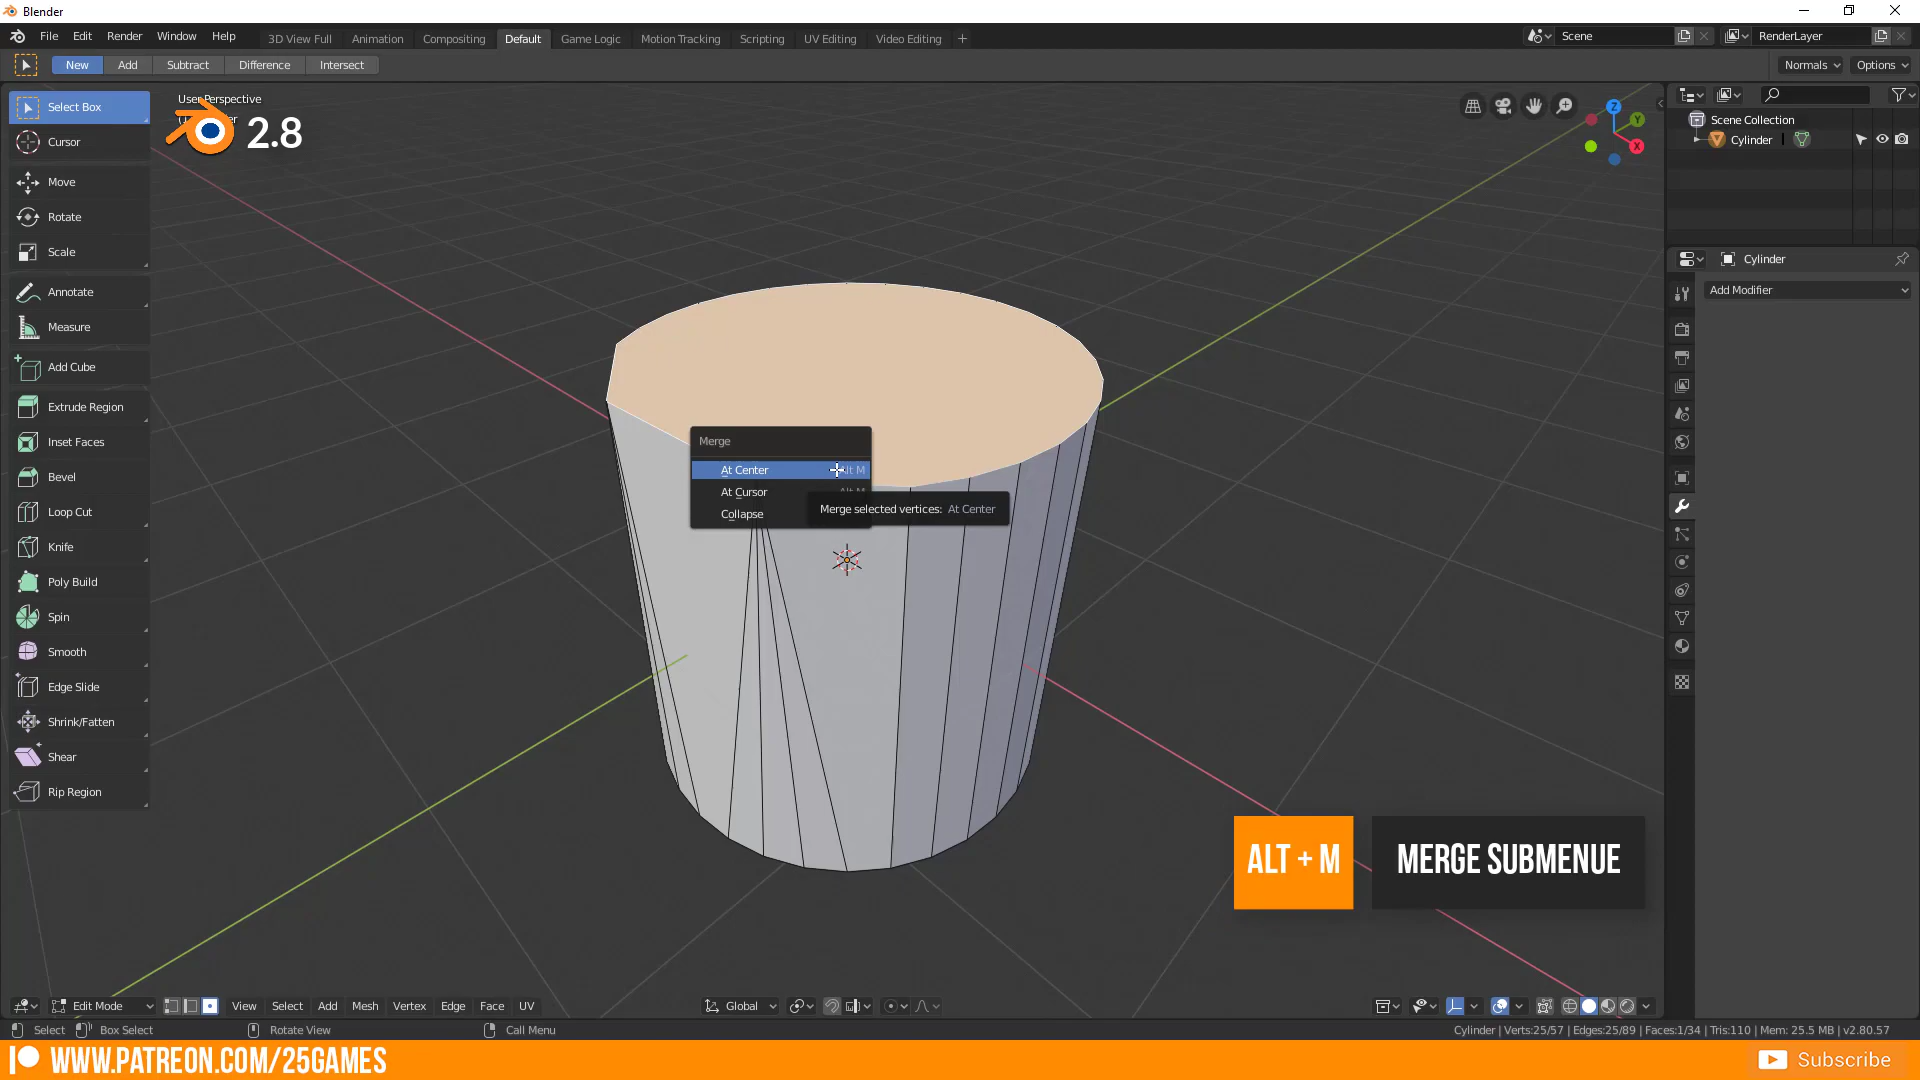 Blender
File Edit Render Window Help
3D View Full Animation Compositing Default Game Logic Motion Tracking Scripting UV Editing Video Editing +
Scene
RenderLayer
New Add Subtract Difference Intersect
Normals
Options
Select Box
Cursor
Move
Rotate
Scale
Annotate
Measure
Add Cube
Extrude Region
Inset Faces
Bevel
Loop Cut
Knife
Poly Build
Spin
Smooth
Edge Slide
Shrink/Fatten
Shear
Rip Region
User Perspective
2.8
Z
Y
X
Scene Collection
Cylinder
Cylinder
Add Modifier
Merge
At Center Alt M
At Cursor Alt M
Collapse
Merge selected vertices: At Center
ALT + M
MERGE SUBMENUE
Edit Mode
View Select Add Mesh Vertex Edge Face UV
Global
Select
Box Select
Rotate View
Call Menu
Cylinder | Verts:25/57 | Edges:25/89 | Faces:1/34 | Tris:110 | Mem: 25.5 MB | v2.80.57
WWW.PATREON.COM/25GAMES
Subscribe